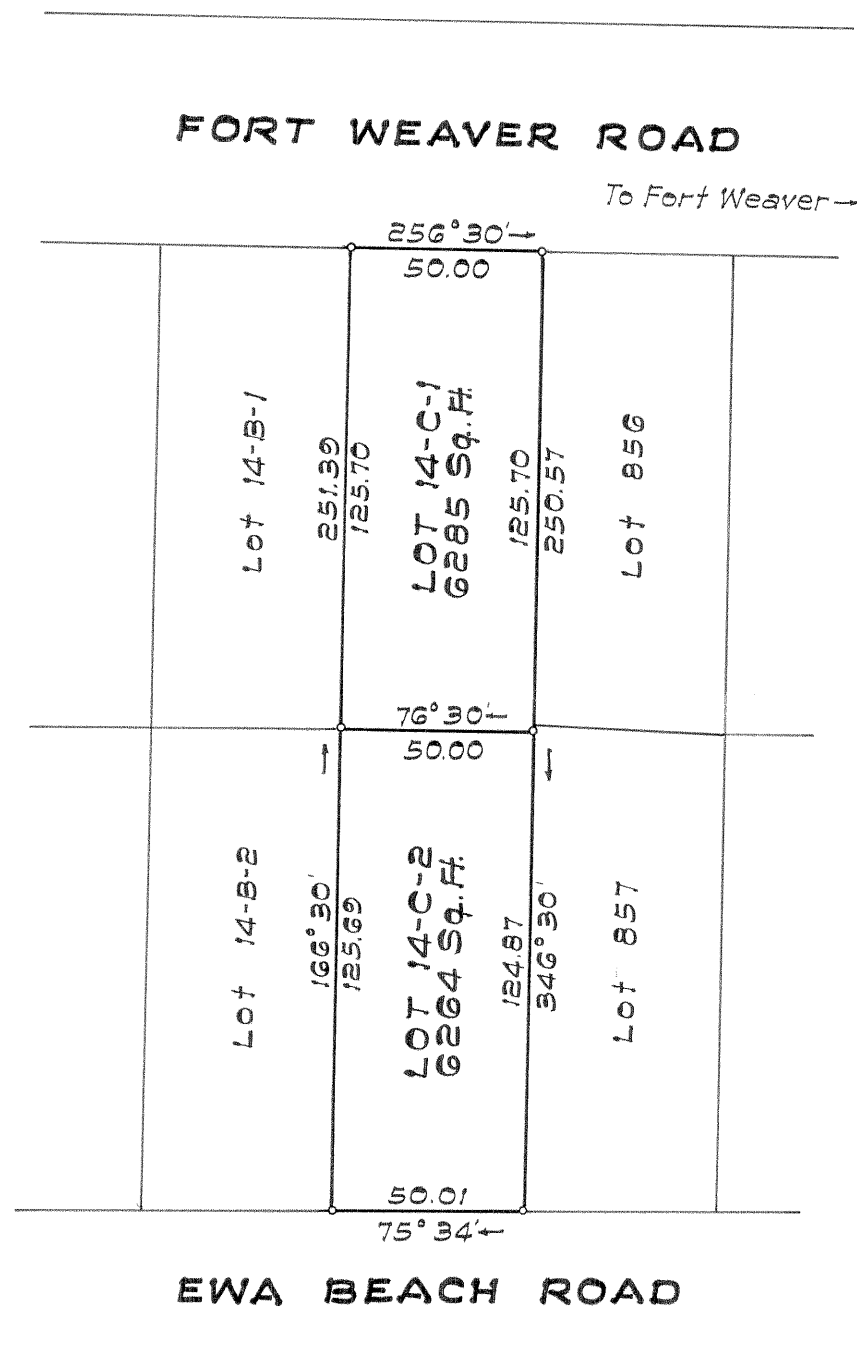 FORT WEAVER ROAD
To Fort Weaver→
256°30'→
50.00
Lot 14-B-1
251.39
125.70
LOT 14-C-1
6285 Sq.Ft.
125.70
250.57
Lot 856
76°30'←
50.00
Lot 14-B-2
166°30'
125.69
LOT 14-C-2
6264 Sq.Ft.
124.87
346°30'
Lot 857
50.01
75°34'←
EWA BEACH ROAD